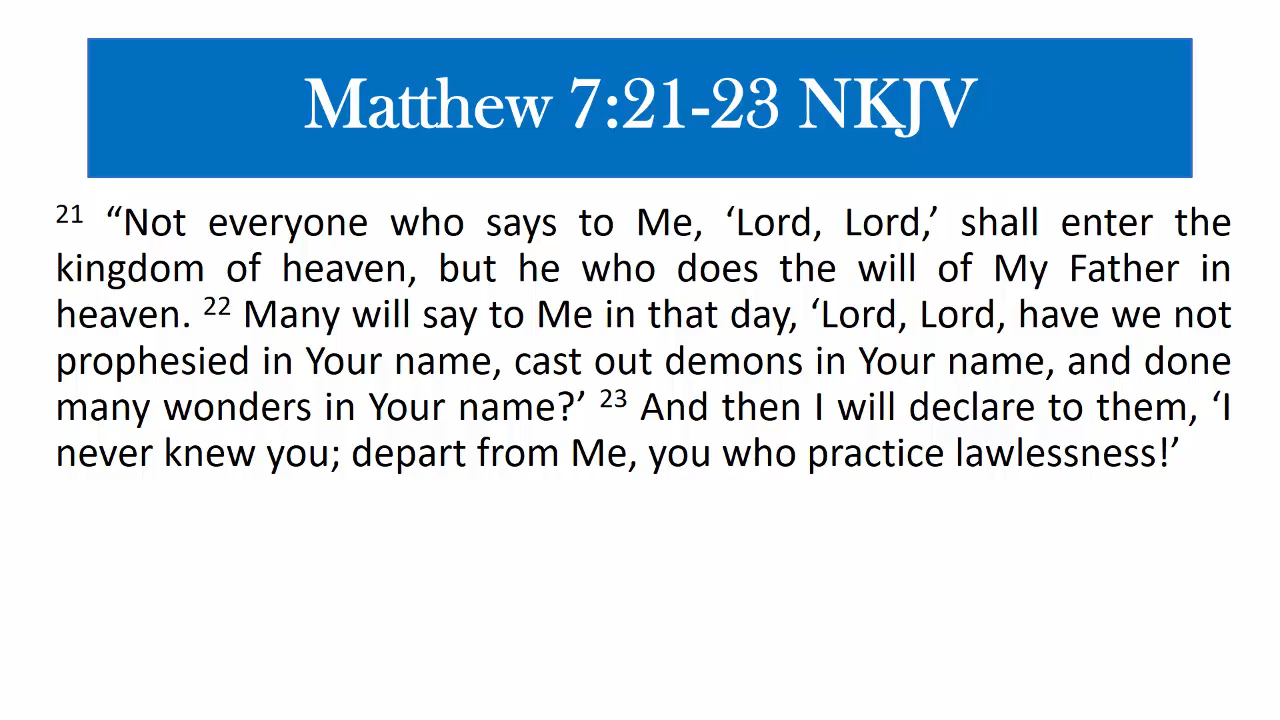 Matthew 7:21-23 NKJV
21 “Not everyone who says to Me, ‘Lord, Lord,’ shall enter the
kingdom of heaven, but he who does the will of My Father in
heaven. 22 Many will say to Me in that day, ‘Lord, Lord, have we not
prophesied in Your name, cast out demons in Your name, and done
many wonders in Your name?’ 23 And then I will declare to them, ‘I
never knew you; depart from Me, you who practice lawlessness!’